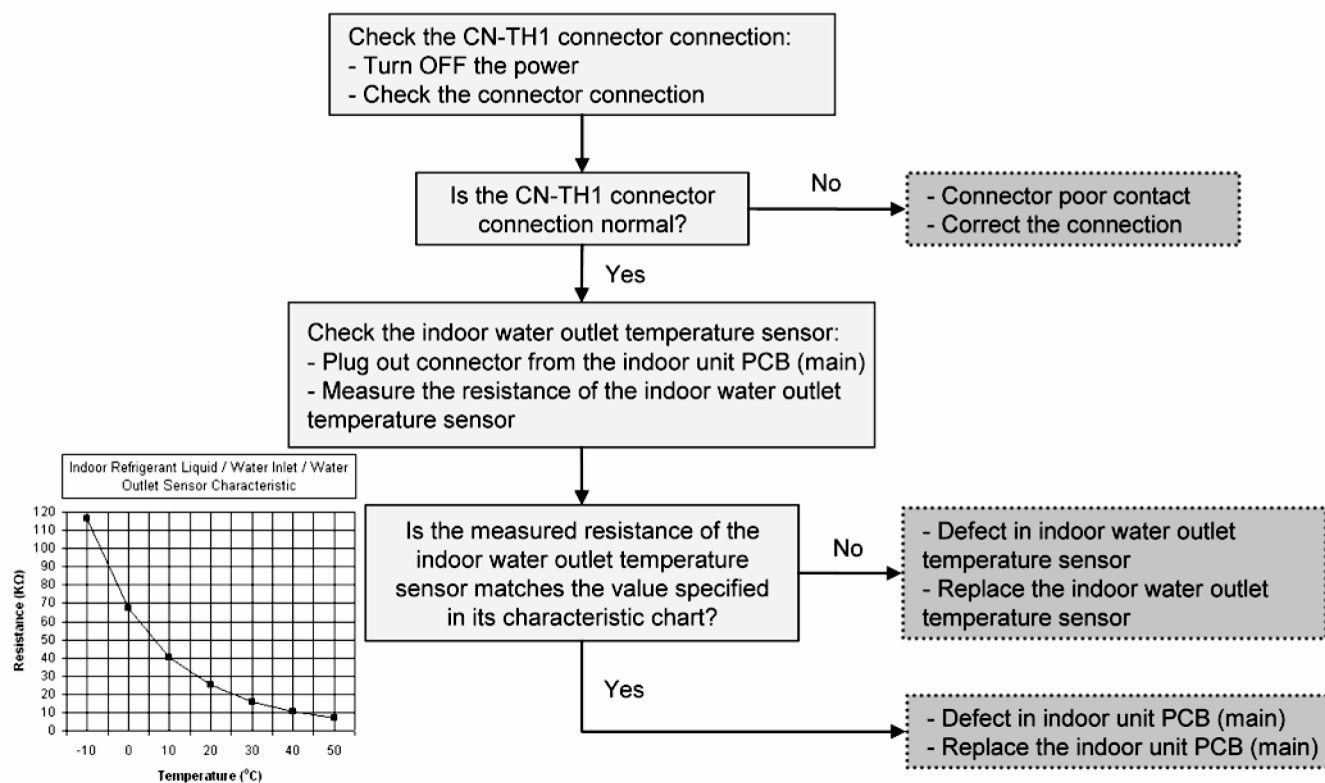 Check the CN-TH1 connector connection:
- Turn OFF the power
- Check the connector connection
Is the CN-TH1 connector
connection normal?
No
- Connector poor contact
- Correct the connection
Yes
Check the indoor water outlet temperature sensor:
- Plug out connector from the indoor unit PCB (main)
- Measure the resistance of the indoor water outlet
temperature sensor
Indoor Refrigerant Liquid / Water Inlet / Water
Outlet Sensor Characteristic
Resistance (KΩ)
120
110
100
90
80
70
60
50
40
30
20
10
0
-10 0 10 20 30 40 50
Temperature (°C)
Is the measured resistance of the
indoor water outlet temperature
sensor matches the value specified
in its characteristic chart?
No
- Defect in indoor water outlet
temperature sensor
- Replace the indoor water outlet
temperature sensor
Yes
- Defect in indoor unit PCB (main)
- Replace the indoor unit PCB (main)